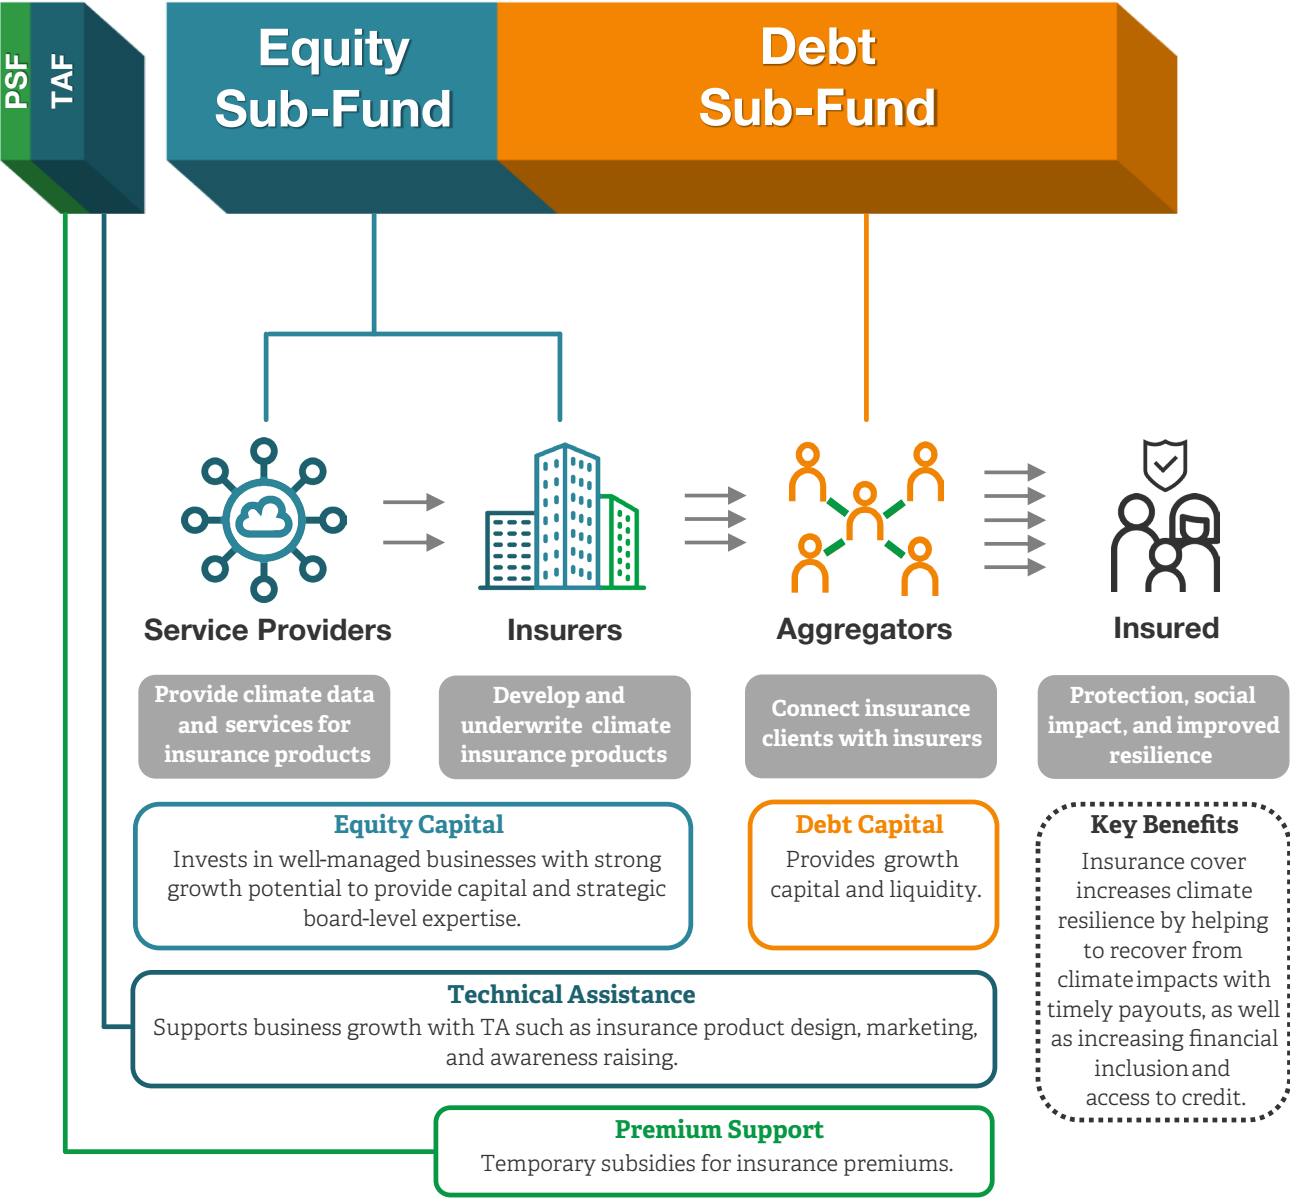 PSF
TAF
Equity
Sub-Fund
Debt
Sub-Fund
Service Providers
Insurers
Aggregators
Insured
Provide climate data
and services for
insurance products
Develop and
underwrite climate
insurance products
Connect insurance
clients with insurers
Protection, social
impact, and improved
resilience
Equity Capital
Invests in well-managed businesses with strong
growth potential to provide capital and strategic
board-level expertise.
Debt Capital
Provides growth
capital and liquidity.
Key Benefits
Insurance cover
increases climate
resilience by helping
to recover from
climate impacts with
timely payouts, as well
as increasing financial
inclusion and
access to credit.
Technical Assistance
Supports business growth with TA such as insurance product design, marketing,
and awareness raising.
Premium Support
Temporary subsidies for insurance premiums.